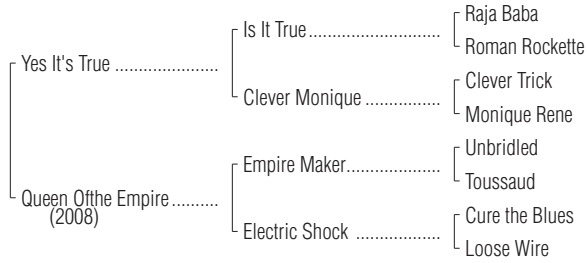 Raja Baba
Is It True
Roman Rockette
Yes It's True
Clever Trick
Clever Monique
Monique Rene
Unbridled
Empire Maker
Toussaud
Queen Ofthe Empire
(2008)
Cure the Blues
Electric Shock
Loose Wire